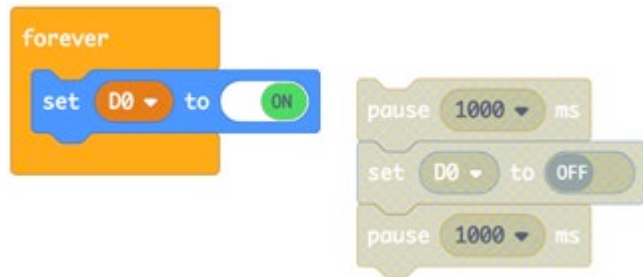 forever
set D0 to ON
pause 1000 ms
set D0 to OFF
pause 1000 ms